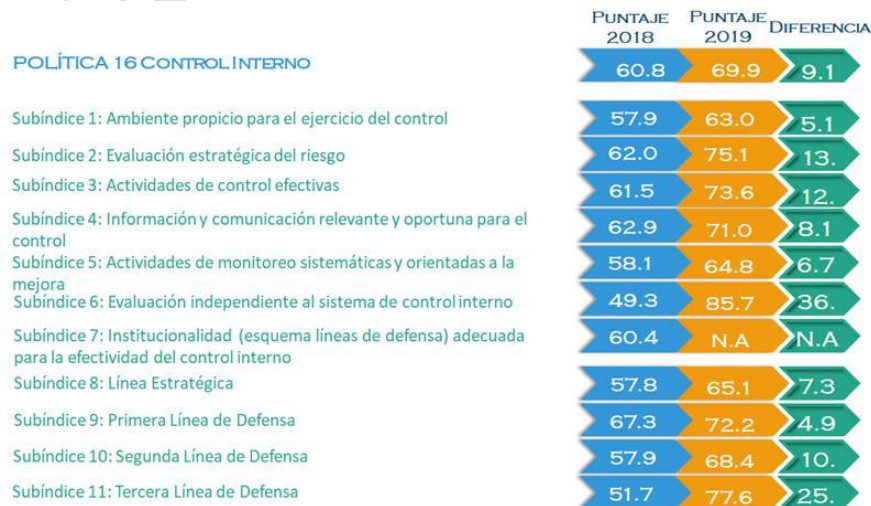 PUNTAJE 2018 PUNTAJE 2019 DIFERENCIA
POLÍTICA 16 CONTROL INTERNO 60.8 69.9 9.1
Subíndice 1: Ambiente propicio para el ejercicio del control 57.9 63.0 5.1
Subíndice 2: Evaluación estratégica del riesgo 62.0 75.1 13.
Subíndice 3: Actividades de control efectivas 61.5 73.6 12.
Subíndice 4: Información y comunicación relevante y oportuna para el
control 62.9 71.0 8.1
Subíndice 5: Actividades de monitoreo sistemáticas y orientadas a la
mejora 58.1 64.8 6.7
Subíndice 6: Evaluación independiente al sistema de control interno 49.3 85.7 36.
Subíndice 7: Institucionalidad (esquema líneas de defensa) adecuada
para la efectividad del control interno 60.4 N.A N.A
Subíndice 8: Línea Estratégica 57.8 65.1 7.3
Subíndice 9: Primera Línea de Defensa 67.3 72.2 4.9
Subíndice 10: Segunda Línea de Defensa 57.9 68.4 10.
Subíndice 11: Tercera Línea de Defensa 51.7 77.6 25.